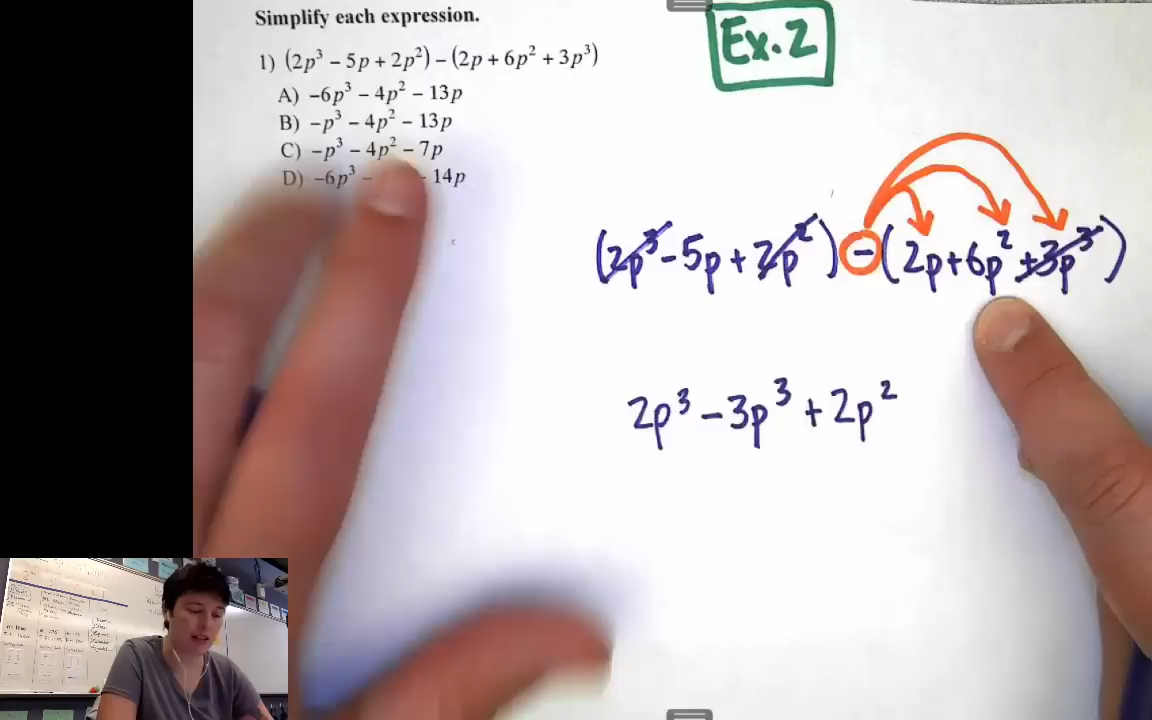 Simplify each expression.
Ex. 2
1) (2p³ − 5p + 2p²) − (2p + 6p² + 3p³)
A) −6p³ − 4p² − 13p
B) −p³ − 4p² − 13p
C) −p³ − 4p² − 7p
D) −6p³ − - 14p
(2p³ - 5p + 2p²) - (2p + 6p² + 3p³)
2p³ - 3p³ + 2p²